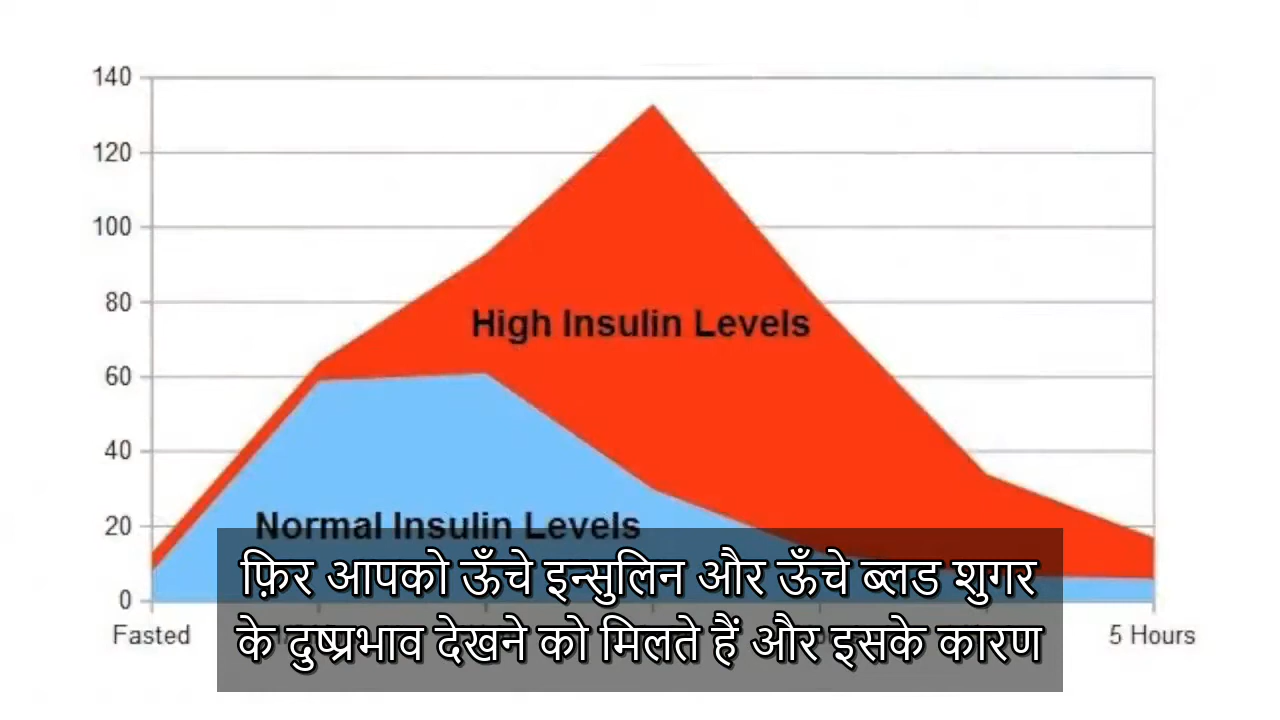 140
120
100
80
60
40
20
0
High Insulin Levels
Normal Insulin Levels
Fasted
5 Hours
फ़िर आपको ऊँचे इन्सुलिन और ऊँचे ब्लड शुगर
के दुष्प्रभाव देखने को मिलते हैं और इसके कारण